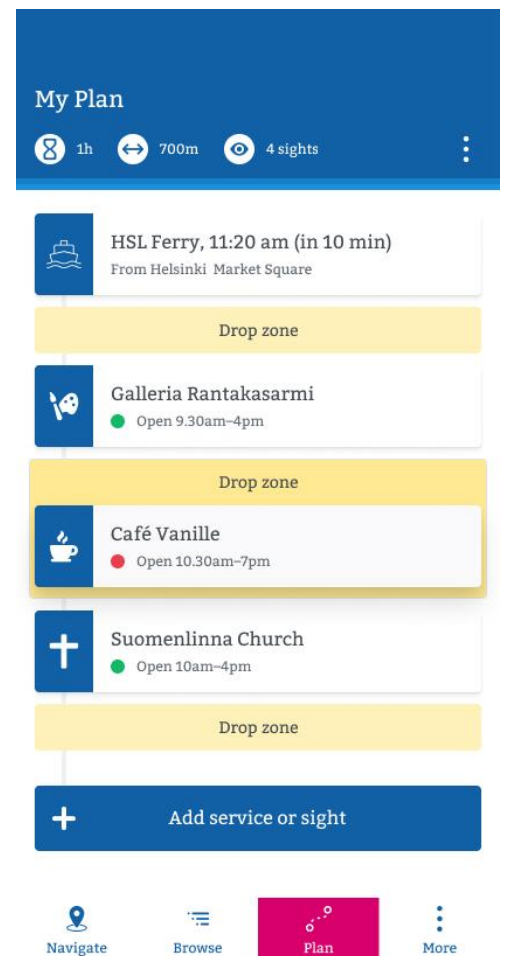 My Plan
1h 700m 4 sights
HSL Ferry, 11:20 am (in 10 min)
From Helsinki Market Square
Drop zone
Galleria Rantakasarmi
Open 9.30am–4pm
Drop zone
Café Vanille
Open 10.30am–7pm
Suomenlinna Church
Open 10am–4pm
Drop zone
Add service or sight
Navigate Browse Plan More